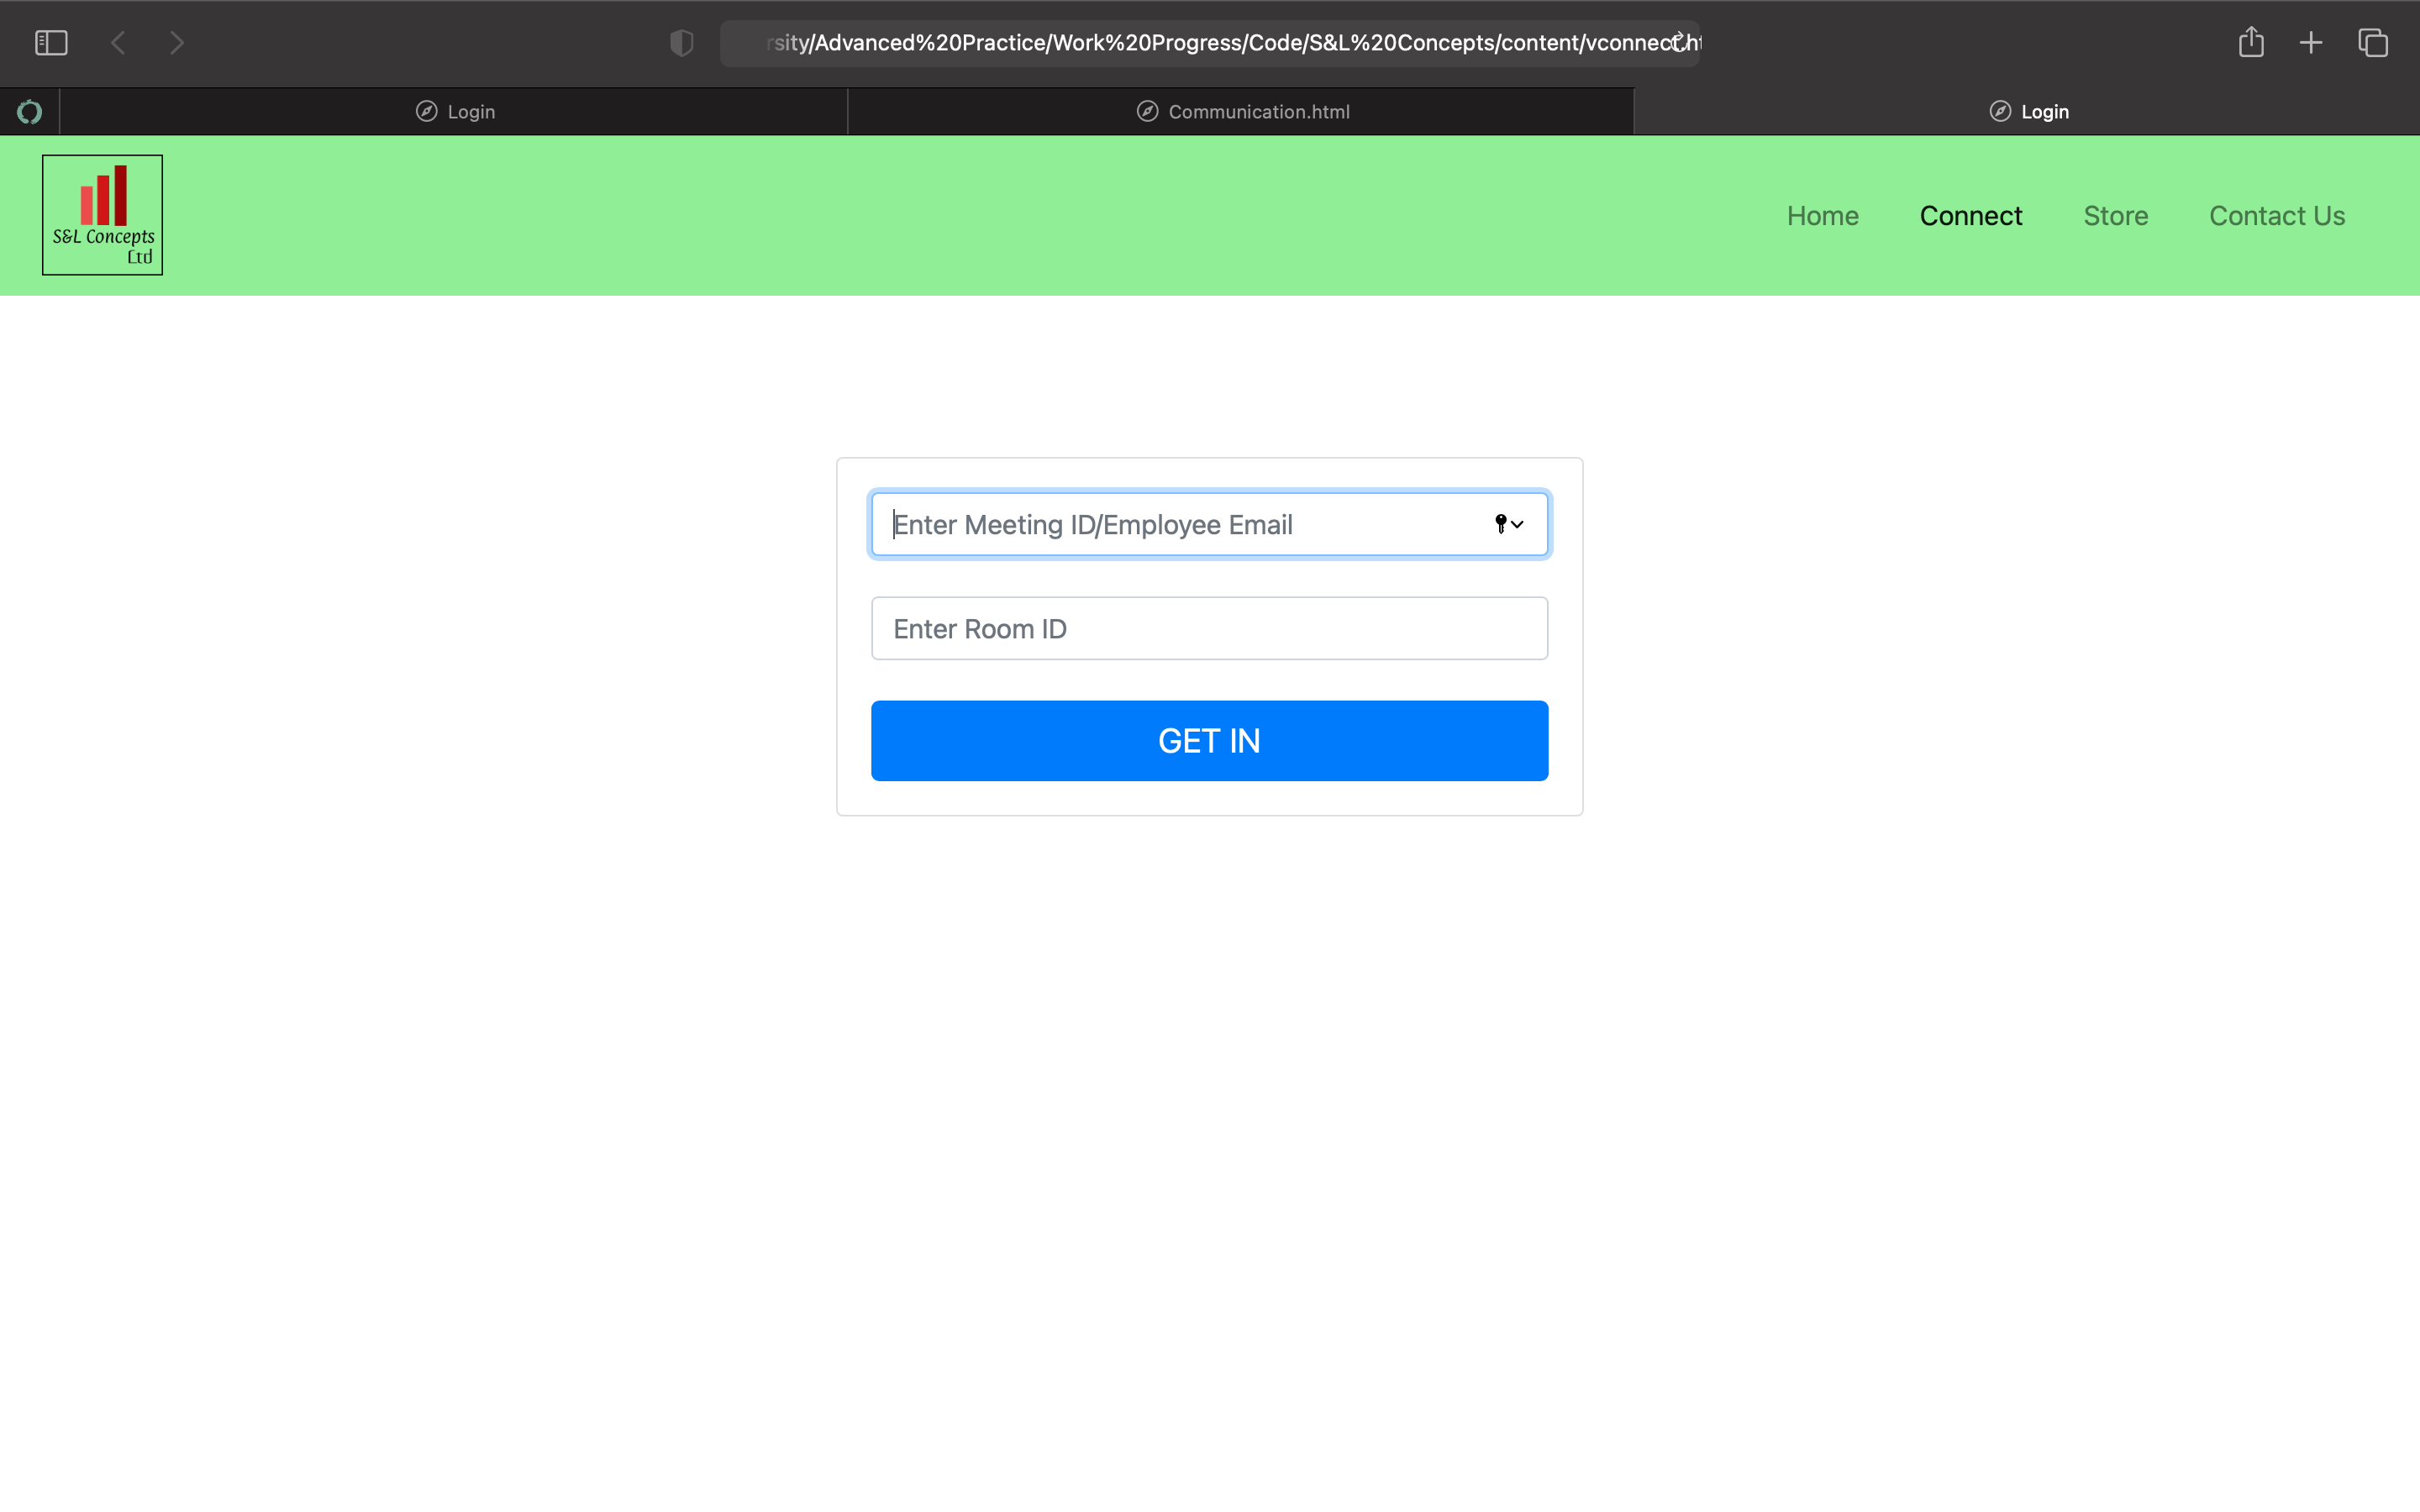 rsity/Advanced%20Practice/Work%20Progress/Code/S&L%20Concepts/content/vconnect.ht
Login
Communication.html
Login
S&L Concepts
Ltd
Home
Connect
Store
Contact Us
Enter Meeting ID/Employee Email
Enter Room ID
GET IN